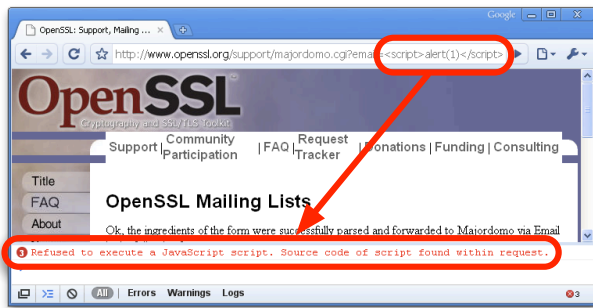 Google
OpenSSL: Support, Mailing ...
http://www.openssl.org/support/majordomo.cgi?email=<script>alert(1)</script>
OpenSSL
Cryptography and SSL/TLS Toolkit
Support | Community Participation | FAQ | Request Tracker | Donations | Funding | Consulting
Title
FAQ
About
OpenSSL Mailing Lists
Ok, the ingredients of the form were successfully parsed and forwarded to Majordomo via Email
Refused to execute a JavaScript script. Source code of script found within request.
All | Errors Warnings Logs
3